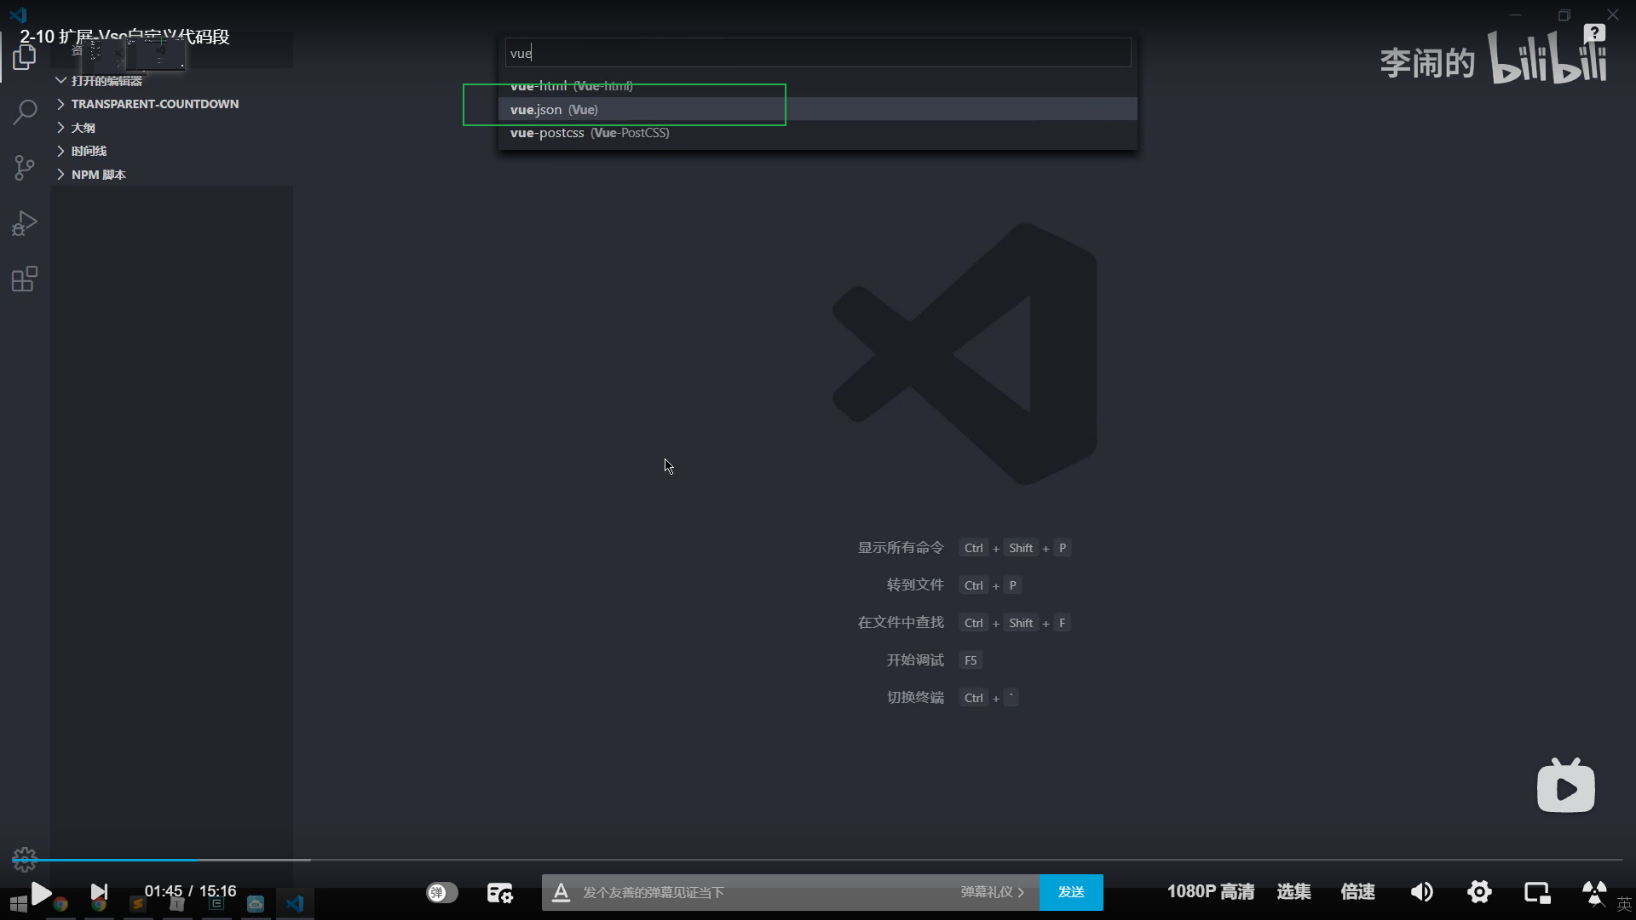 2-10 扩展-Vsc自定义代码段
vue
李闹的 bilibili
资
打开的编辑器
TRANSPARENT-COUNTDOWN
大纲
时间线
NPM 脚本
vue-html (Vue-html)
vue.json (Vue)
vue-postcss (Vue-PostCSS)
显示所有命令 Ctrl + Shift + P
转到文件 Ctrl + P
在文件中查找 Ctrl + Shift + F
开始调试 F5
切换终端 Ctrl + `
01:45 / 15:16
弹
发个友善的弹幕见证当下
弹幕礼仪 >
发送
1080P 高清
选集
倍速
英